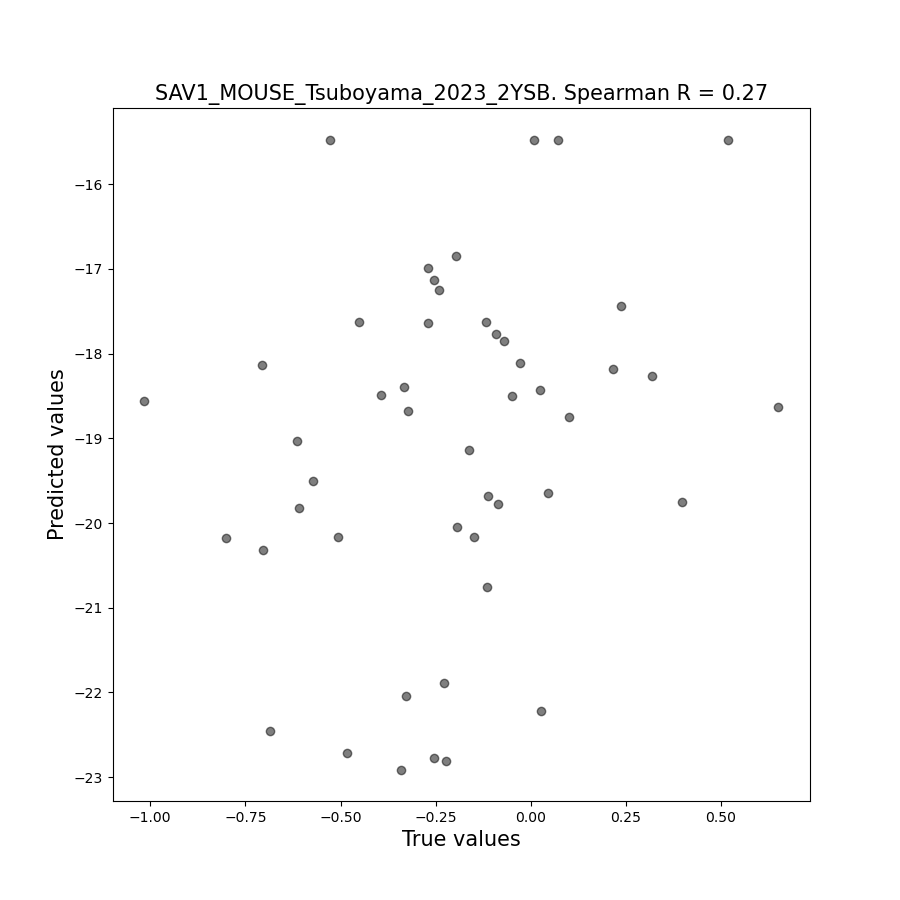 SAV1_MOUSE_Tsuboyama_2023_2YSB. Spearman R = 0.27
−16
−17
−18
−19
−20
−21
−22
−23
Predicted values
−1.00 −0.75 −0.50 −0.25 0.00 0.25 0.50
True values